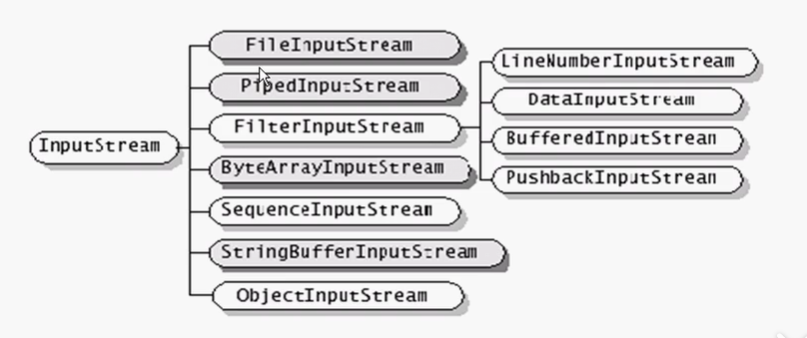 InputStream
FileInputStream
PipedInputStream
FilterInputStream
ByteArrayInputStream
SequenceInputStream
StringBufferInputStream
ObjectInputStream
LineNumberInputStream
DataInputStream
BufferedInputStream
PushbackInputStream